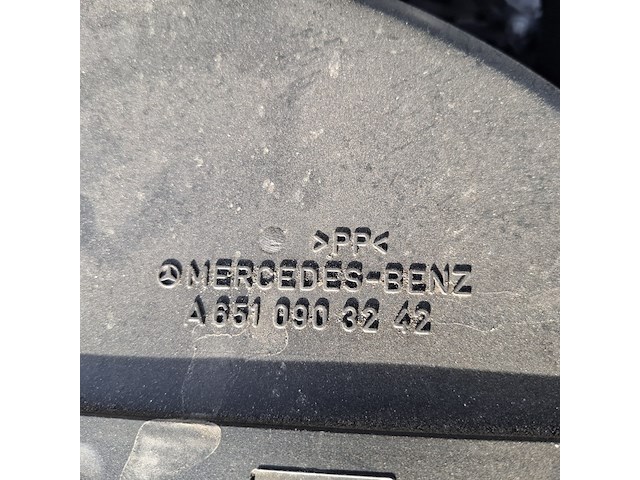 >PP<
MERCEDES-BENZ
A 651 090 32 42